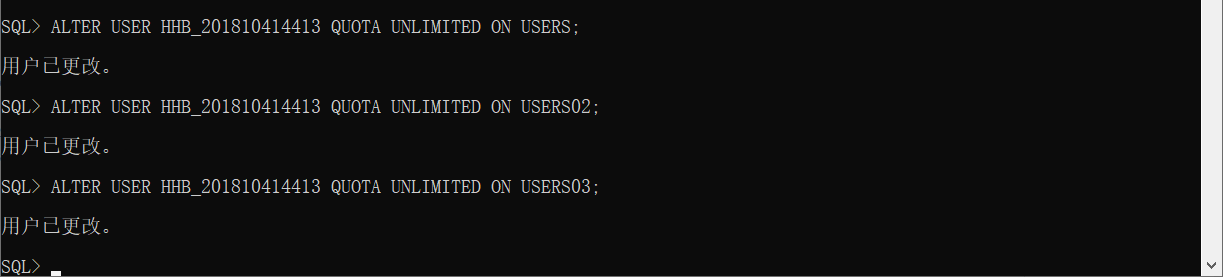 SQL> ALTER USER HHB_201810414413 QUOTA UNLIMITED ON USERS;
用户已更改。
SQL> ALTER USER HHB_201810414413 QUOTA UNLIMITED ON USERS02;
用户已更改。
SQL> ALTER USER HHB_201810414413 QUOTA UNLIMITED ON USERS03;
用户已更改。
SQL>